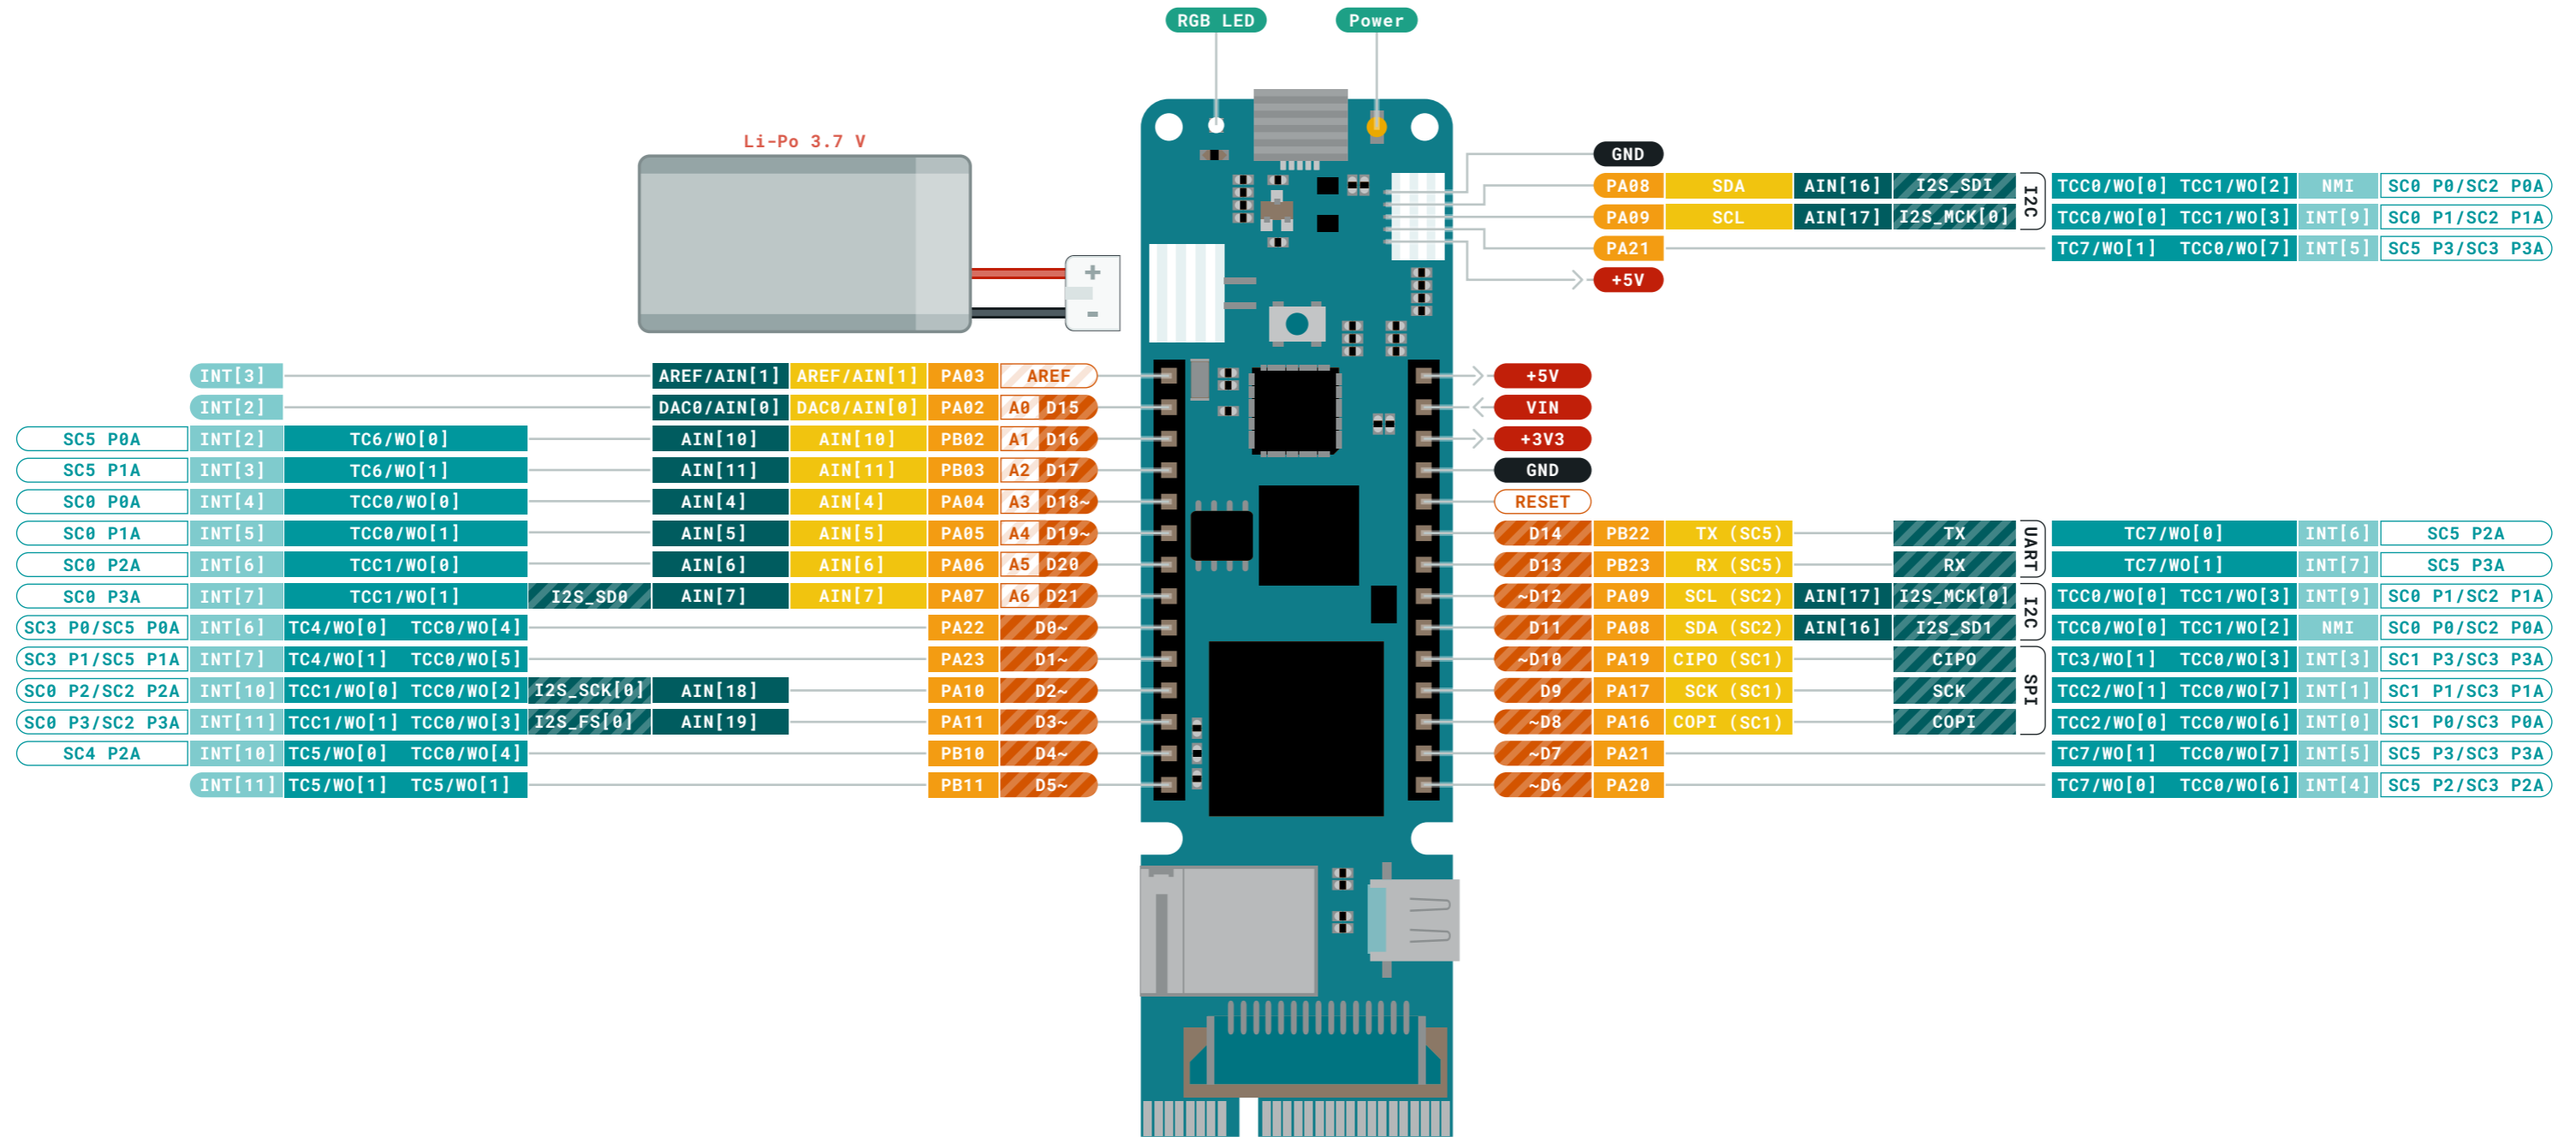 RGB LED Power
Li-Po 3.7 V
+
-
GND
PA08 SDA AIN[16] I2S_SDI TCC0/WO[0] TCC1/WO[2] NMI SC0 P0/SC2 P0A
I2C
PA09 SCL AIN[17] I2S_MCK[0] TCC0/WO[0] TCC1/WO[3] INT[9] SC0 P1/SC2 P1A
PA21 TC7/WO[1] TCC0/WO[7] INT[5] SC5 P3/SC3 P3A
+5V
INT[3] AREF/AIN[1] AREF/AIN[1] PA03 AREF
INT[2] DAC0/AIN[0] DAC0/AIN[0] PA02 A0 D15
SC5 P0A INT[2] TC6/WO[0] AIN[10] AIN[10] PB02 A1 D16
SC5 P1A INT[3] TC6/WO[1] AIN[11] AIN[11] PB03 A2 D17
SC0 P0A INT[4] TCC0/WO[0] AIN[4] AIN[4] PA04 A3 D18~
SC0 P1A INT[5] TCC0/WO[1] AIN[5] AIN[5] PA05 A4 D19~
SC0 P2A INT[6] TCC1/WO[0] AIN[6] AIN[6] PA06 A5 D20
SC0 P3A INT[7] TCC1/WO[1] I2S_SD0 AIN[7] AIN[7] PA07 A6 D21
SC3 P0/SC5 P0A INT[6] TC4/WO[0] TCC0/WO[4] PA22 D0~
SC3 P1/SC5 P1A INT[7] TC4/WO[1] TCC0/WO[5] PA23 D1~
SC0 P2/SC2 P2A INT[10] TCC1/WO[0] TCC0/WO[2] I2S_SCK[0] AIN[18] PA10 D2~
SC0 P3/SC2 P3A INT[11] TCC1/WO[1] TCC0/WO[3] I2S_FS[0] AIN[19] PA11 D3~
SC4 P2A INT[10] TC5/WO[0] TCC0/WO[4] PB10 D4~
INT[11] TC5/WO[1] TC5/WO[1] PB11 D5~
+5V
VIN
+3V3
GND
RESET
D14 PB22 TX (SC5) TX TC7/WO[0] INT[6] SC5 P2A
UART
D13 PB23 RX (SC5) RX TC7/WO[1] INT[7] SC5 P3A
~D12 PA09 SCL (SC2) AIN[17] I2S_MCK[0] TCC0/WO[0] TCC1/WO[3] INT[9] SC0 P1/SC2 P1A
I2C
D11 PA08 SDA (SC2) AIN[16] I2S_SD1 TCC0/WO[0] TCC1/WO[2] NMI SC0 P0/SC2 P0A
~D10 PA19 CIPO (SC1) CIPO TC3/WO[1] TCC0/WO[3] INT[3] SC1 P3/SC3 P3A
D9 PA17 SCK (SC1) SCK TCC2/WO[1] TCC0/WO[7] INT[1] SC1 P1/SC3 P1A
SPI
~D8 PA16 COPI (SC1) COPI TCC2/WO[0] TCC0/WO[6] INT[0] SC1 P0/SC3 P0A
~D7 PA21 TC7/WO[1] TCC0/WO[7] INT[5] SC5 P3/SC3 P3A
~D6 PA20 TC7/WO[0] TCC0/WO[6] INT[4] SC5 P2/SC3 P2A